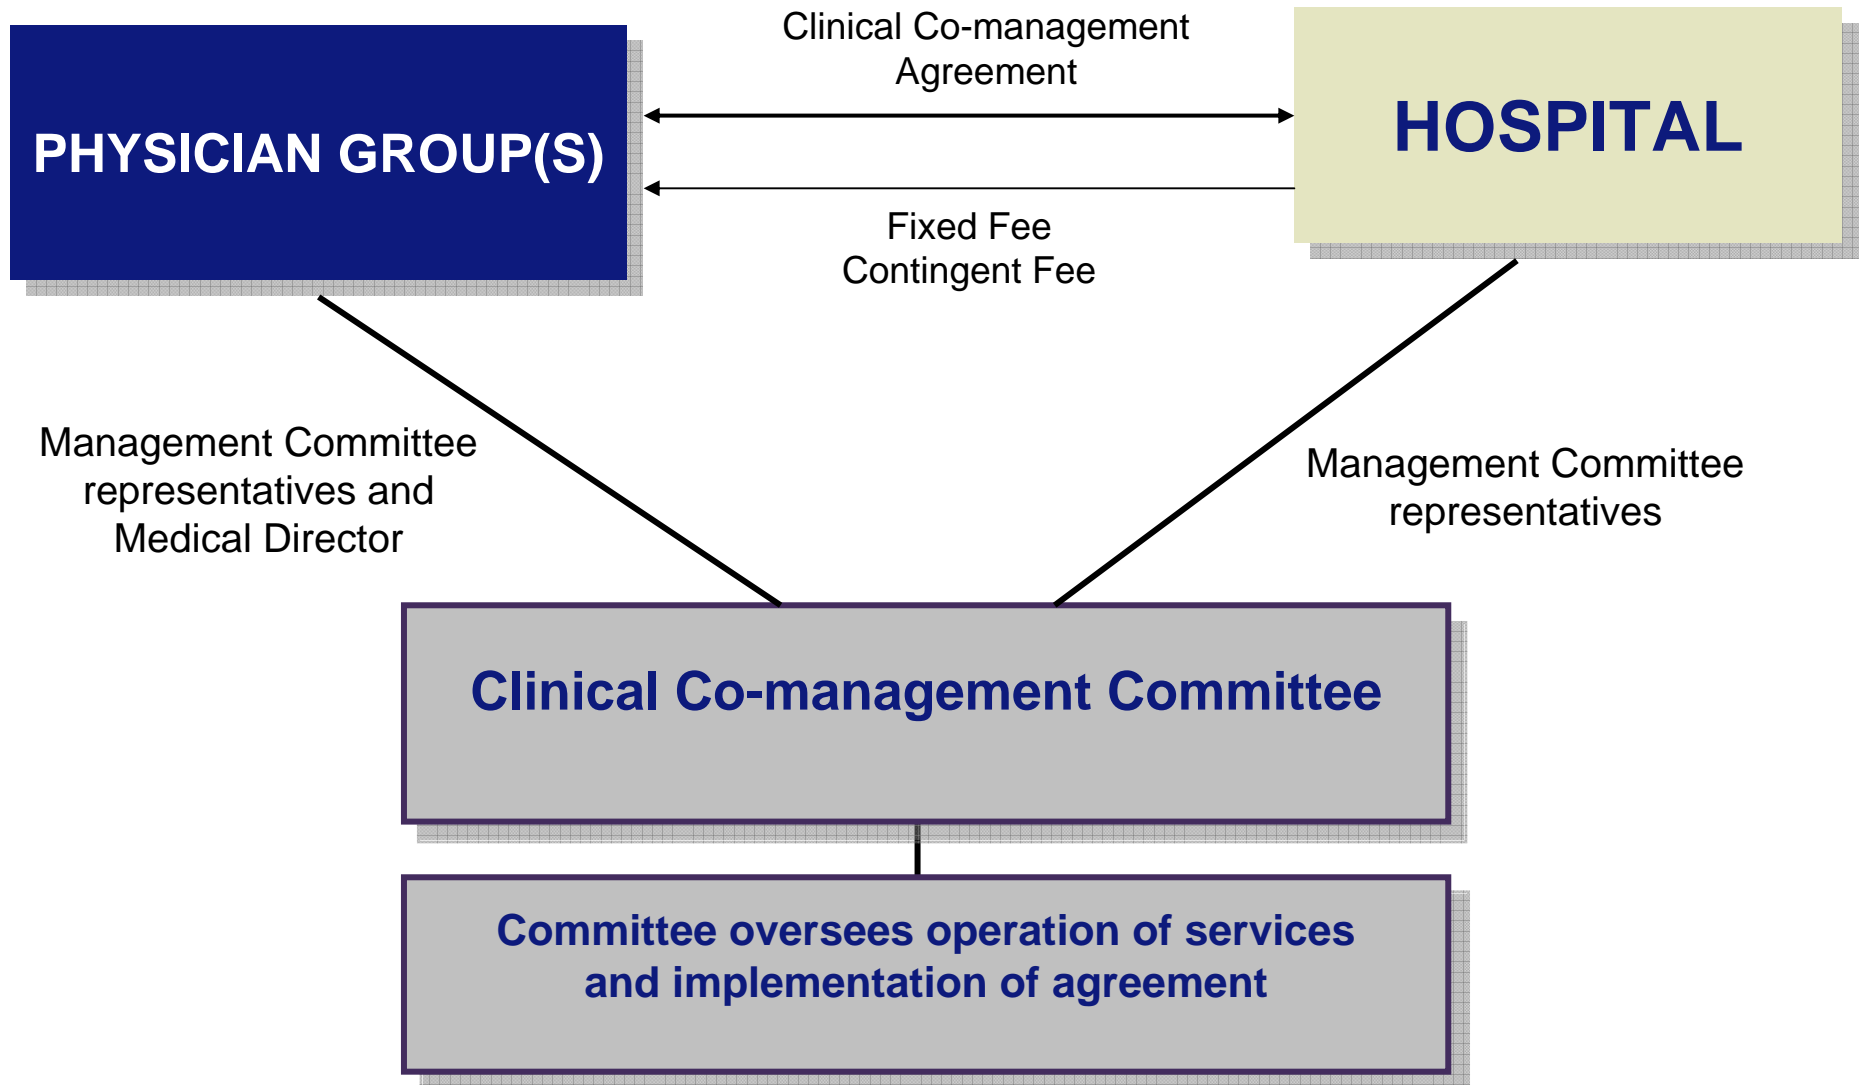 Clinical Co-management
Agreement
PHYSICIAN GROUP(S)
HOSPITAL
Fixed Fee
Contingent Fee
Management Committee
representatives and
Medical Director
Management Committee
representatives
Clinical Co-management Committee
Committee oversees operation of services
and implementation of agreement